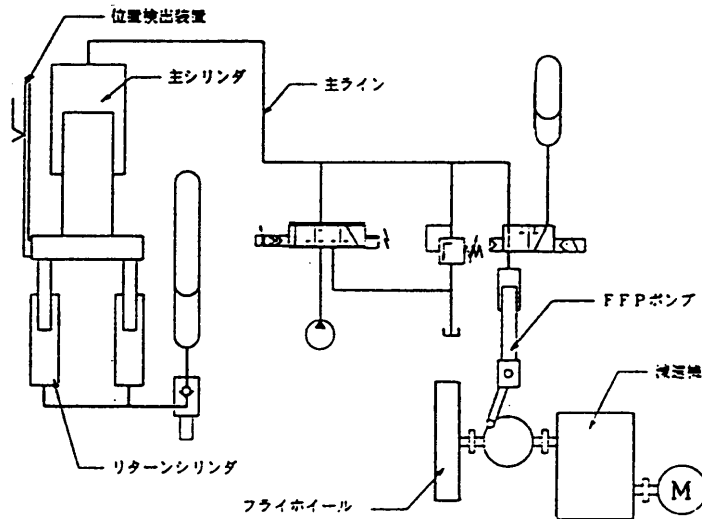 位置検出装置
主シリンダ
主ライン
FFPポンプ
減速機
リターンシリンダ
フライホイール
M